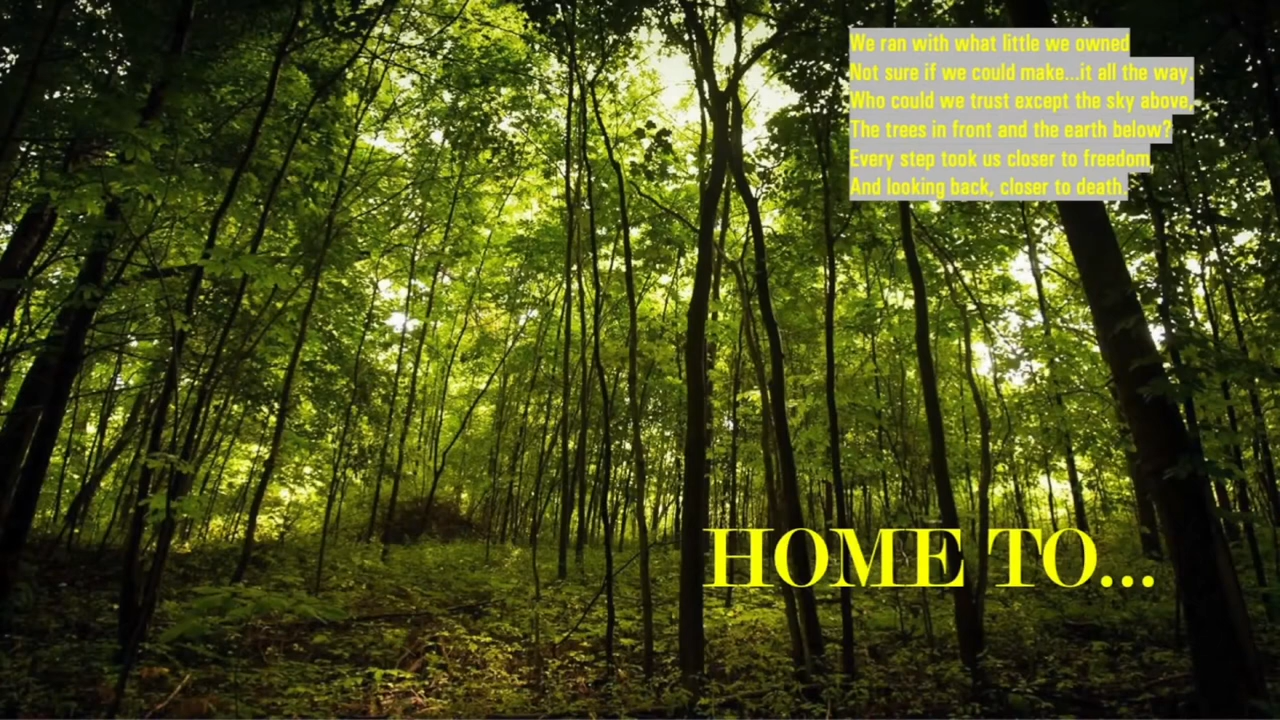 We ran with what little we owned
Not sure if we could make...it all the way.
Who could we trust except the sky above,
The trees in front and the earth below?
Every step took us closer to freedom,
And looking back, closer to death.
HOME TO...